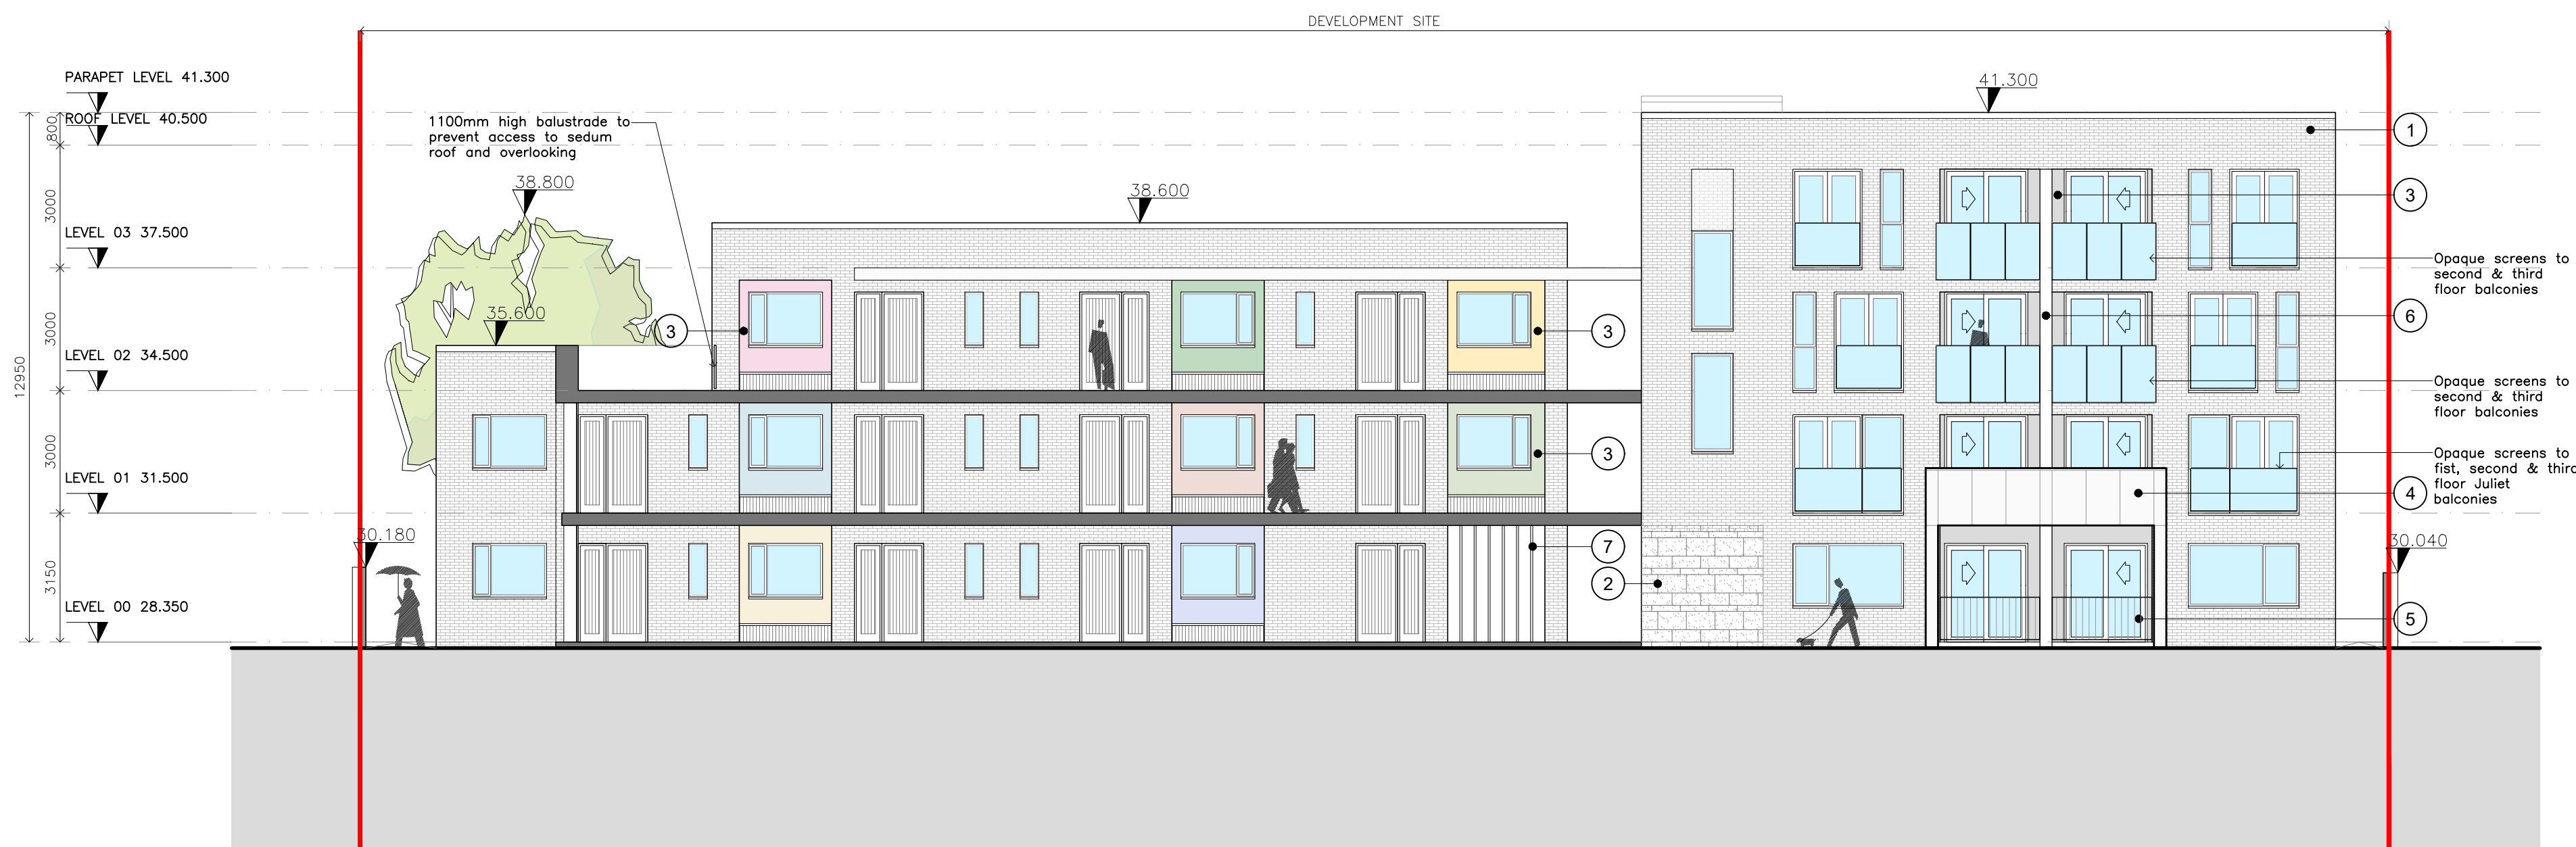 DEVELOPMENT SITE
PARAPET LEVEL 41.300
ROOF LEVEL 40.500
LEVEL 03 37.500
LEVEL 02 34.500
LEVEL 01 31.500
LEVEL 00 28.350
12950
800
3000
3000
3000
3150
1100mm high balustrade to
prevent access to sedum
roof and overlooking
38.800
35.600
38.600
41.300
30.180
30.040
3
3
3
7
2
1
3
Opaque screens to
second & third
floor balconies
6
Opaque screens to
second & third
floor balconies
Opaque screens to
fist, second & third
floor Juliet
balconies
4
5